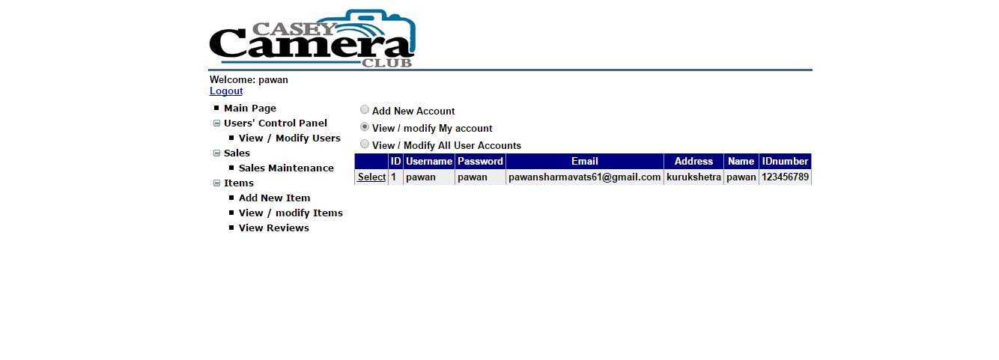 CASEY
Camera
CLUB
Welcome: pawan
Logout
Main Page
Users' Control Panel
View / Modify Users
Sales
Sales Maintenance
Items
Add New Item
View / modify Items
View Reviews
Add New Account
View / modify My account
View / Modify All User Accounts
ID Username Password Email Address Name IDnumber
Select 1 pawan pawan pawansharmavats61@gmail.com kurukshetra pawan 123456789